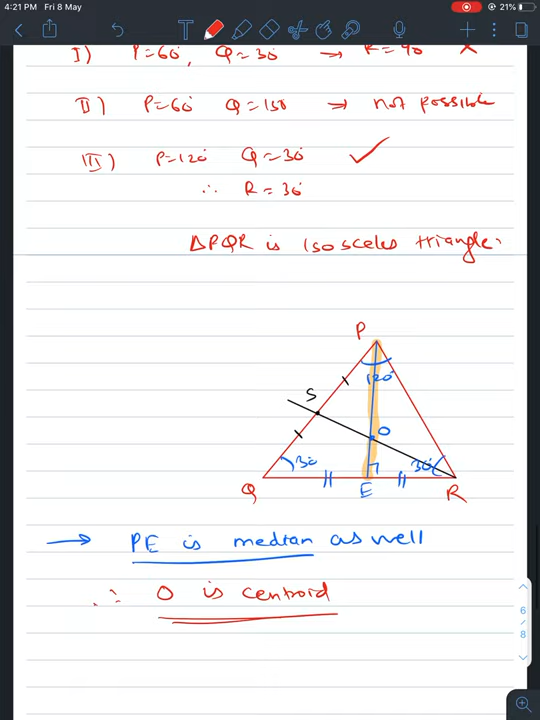 4:21 PM Fri 8 May
21%
I) P=60°, Q=30° → R=90 ×
II) P=60° Q=150 → not possible
III) P=120° Q=30° ✓
∴ R=30°
ΔPQR is isosceles triangle.
P
120°
S
O
30°
30°
Q
E
R
→ PE is median as well
∴ O is centroid
6
/
8